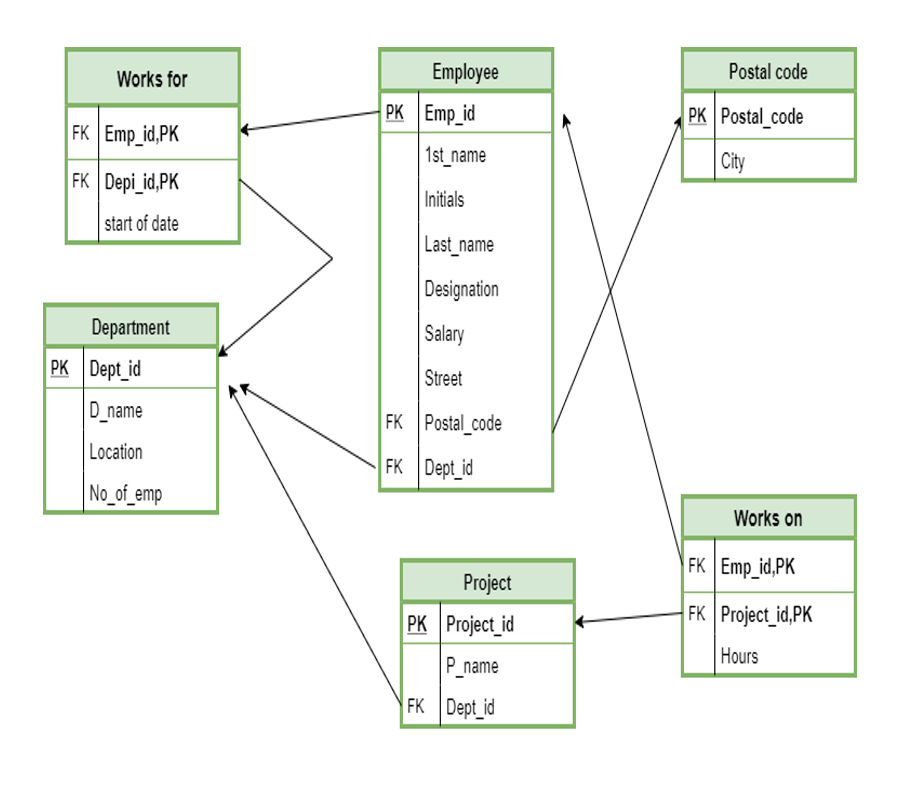 Works for
FK Emp_id,PK
FK Depi_id,PK
start of date
Employee
PK Emp_id
1st_name
Initials
Last_name
Designation
Salary
Street
FK Postal_code
FK Dept_id
Postal code
PK Postal_code
City
Department
PK Dept_id
D_name
Location
No_of_emp
Project
PK Project_id
P_name
FK Dept_id
Works on
FK Emp_id,PK
FK Project_id,PK
Hours